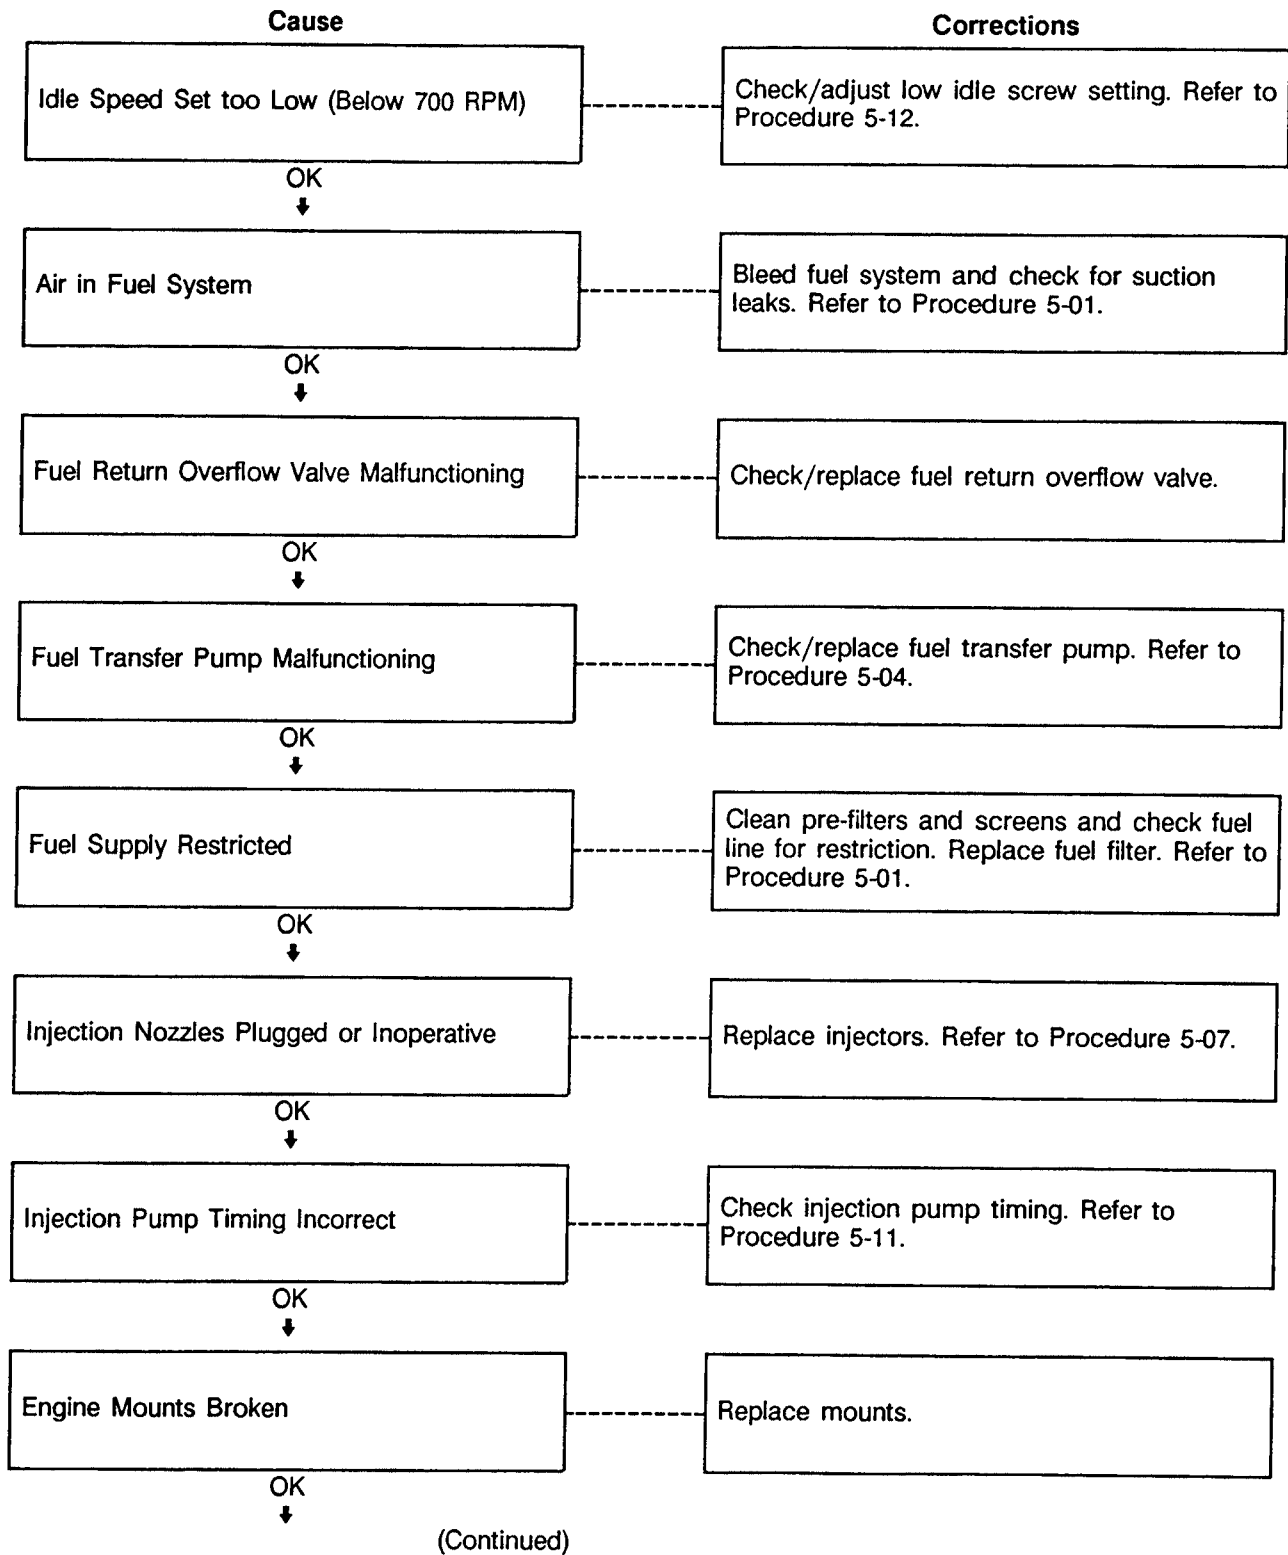 Cause
Corrections
Idle Speed Set too Low (Below 700 RPM)
Check/adjust low idle screw setting. Refer to
Procedure 5-12.
OK
Air in Fuel System
Bleed fuel system and check for suction
leaks. Refer to Procedure 5-01.
OK
Fuel Return Overflow Valve Malfunctioning
Check/replace fuel return overflow valve.
OK
Fuel Transfer Pump Malfunctioning
Check/replace fuel transfer pump. Refer to
Procedure 5-04.
OK
Fuel Supply Restricted
Clean pre-filters and screens and check fuel
line for restriction. Replace fuel filter. Refer to
Procedure 5-01.
OK
Injection Nozzles Plugged or Inoperative
Replace injectors. Refer to Procedure 5-07.
OK
Injection Pump Timing Incorrect
Check injection pump timing. Refer to
Procedure 5-11.
OK
Engine Mounts Broken
Replace mounts.
OK
(Continued)